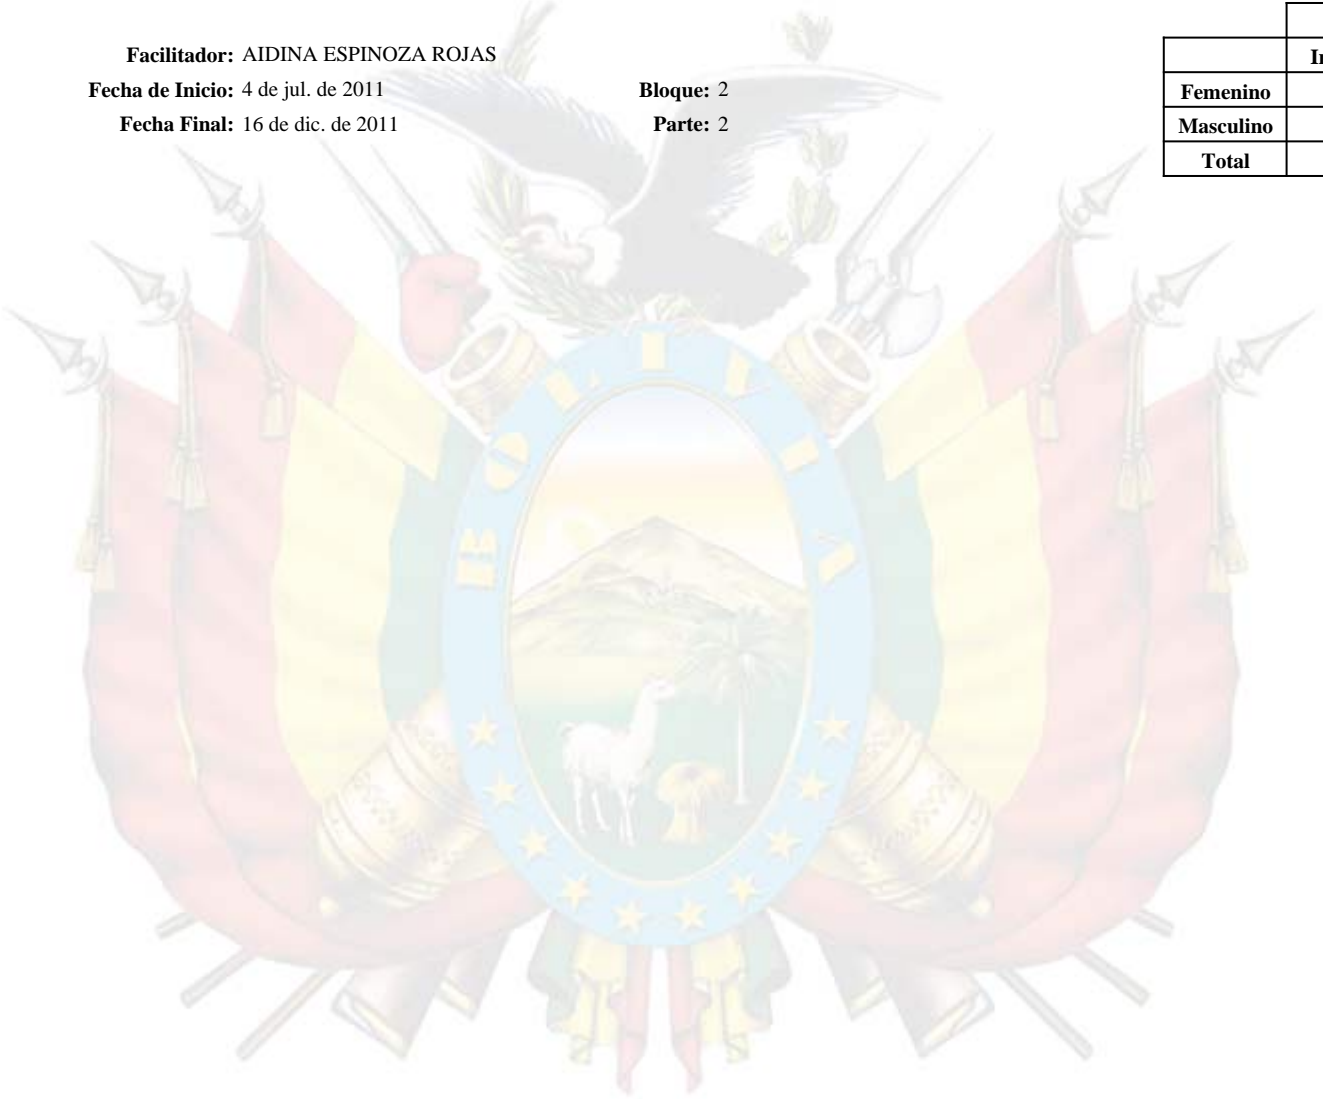 Facilitador: AIDINA ESPINOZA ROJAS
Fecha de Inicio: 4 de jul. de 2011 Bloque: 2
Fecha Final: 16 de dic. de 2011 Parte: 2
Femenino
Masculino
Total
BOLIVIA